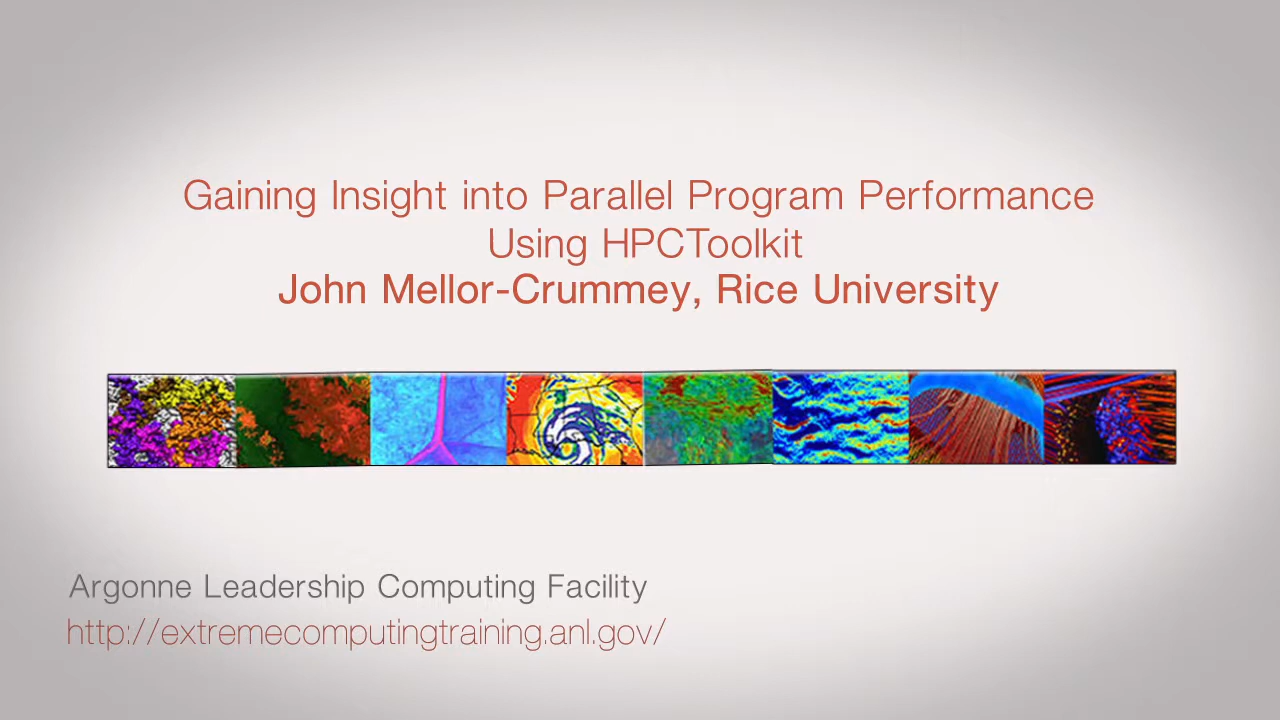 Gaining Insight into Parallel Program Performance
Using HPCToolkit
John Mellor-Crummey, Rice University
Argonne Leadership Computing Facility
http://extremecomputingtraining.anl.gov/